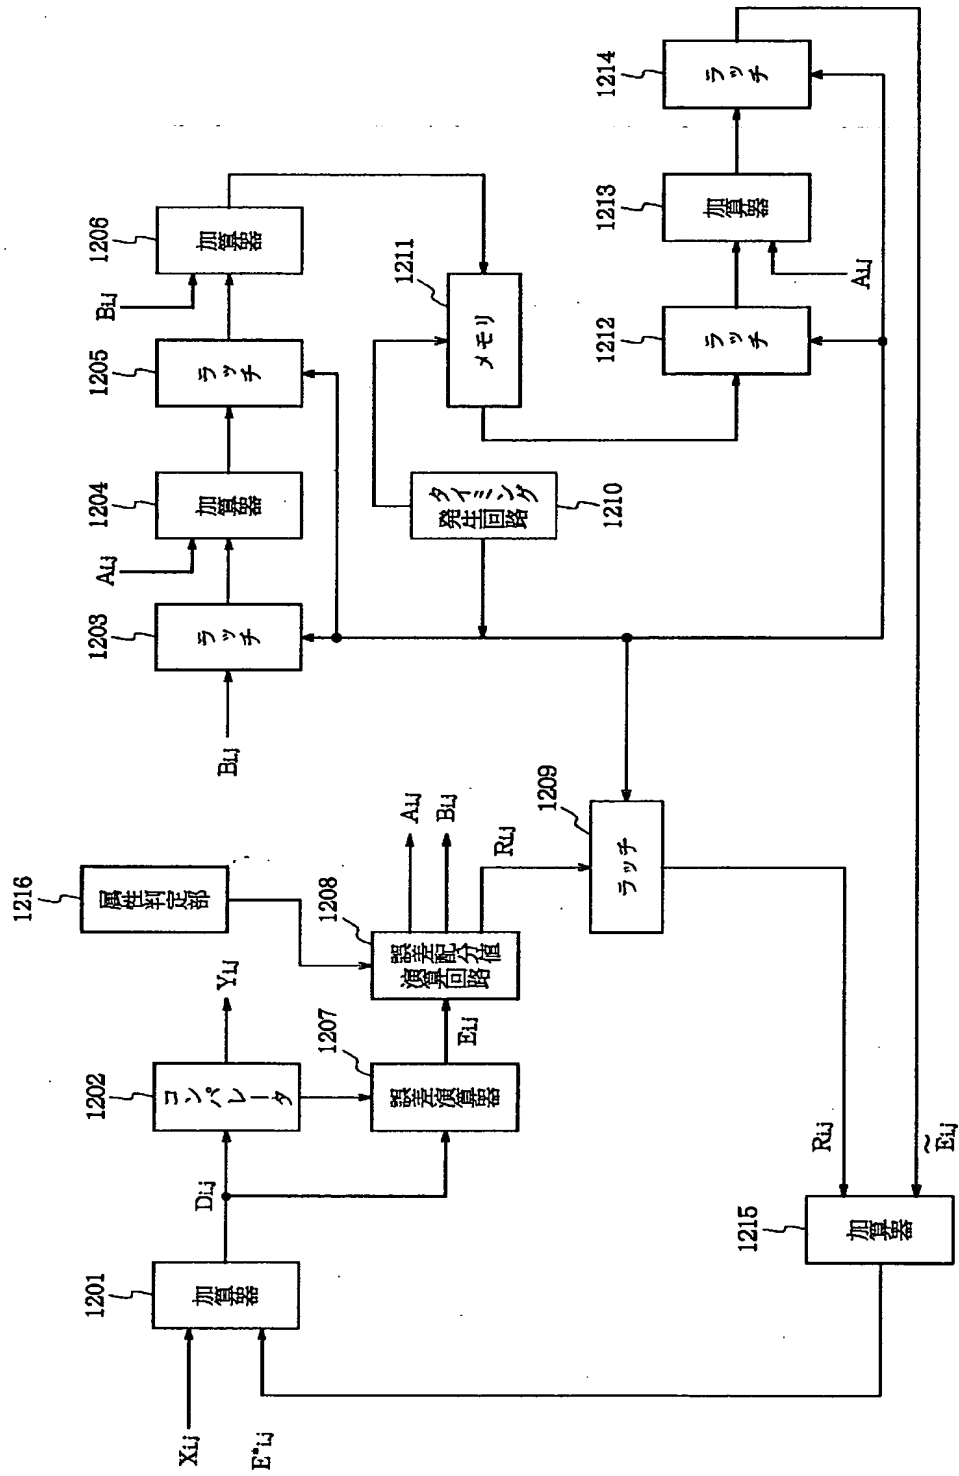 Xij
E*ij
1201
加算器
Dij
1202
コンパレータ
Yij
1207
誤差演算器
Eij
1216
属性判定部
1208
誤差配分値
演算回路
Aij
Bij
Rij
1209
ラッチ
Bij
1203
ラッチ
Aij
1204
加算器
1205
ラッチ
Bij
1206
加算器
タイミング
発生回路
1210
1211
メモリ
1212
ラッチ
Aij
1213
加算器
1214
ラッチ
1215
加算器
Rij
Ẽij